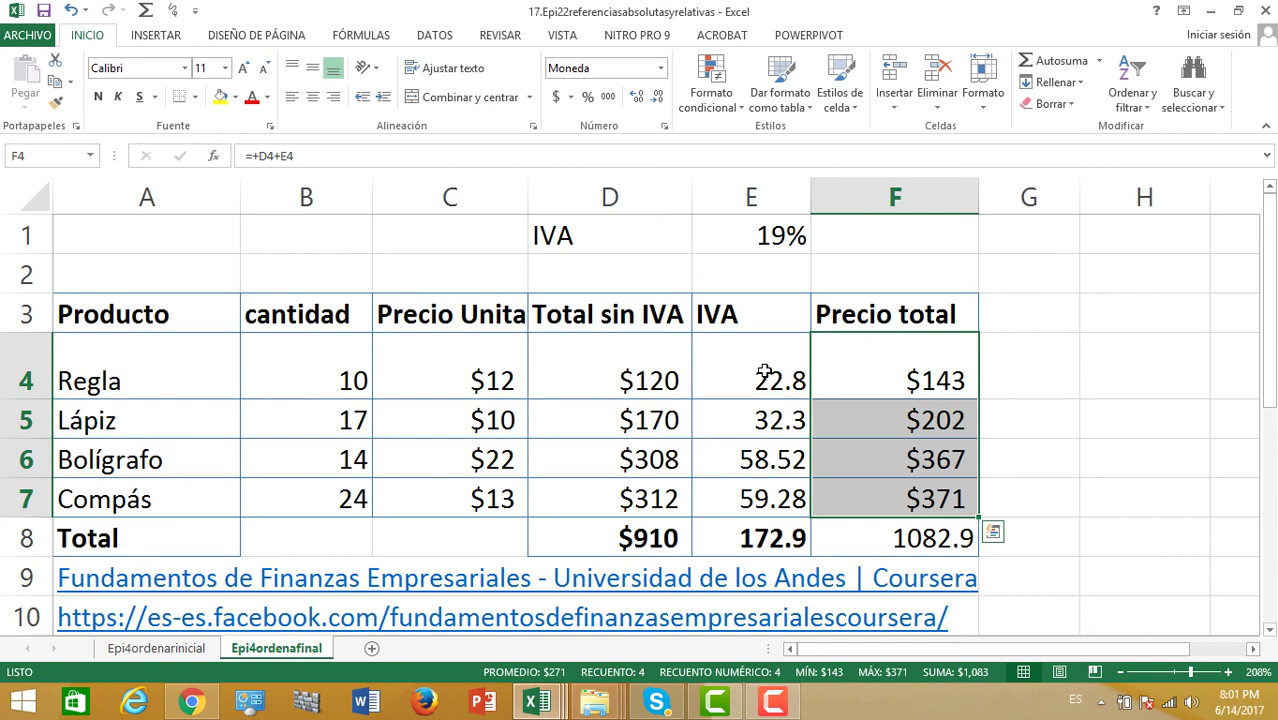 17.Epi22referenciasabsolutasyrelativas - Excel
ARCHIVO INICIO INSERTAR DISEÑO DE PÁGINA FÓRMULAS DATOS REVISAR VISTA NITRO PRO 9 ACROBAT POWERPIVOT Iniciar sesión
Pegar
Portapapeles
Calibri 11
N K S
Fuente
Ajustar texto
Combinar y centrar
Alineación
Moneda
$ % 000
Número
Formato condicional
Dar formato como tabla
Estilos de celda
Estilos
Insertar Eliminar Formato
Celdas
Autosuma
Rellenar
Borrar
Ordenar y filtrar
Buscar y seleccionar
Modificar
F4 fx =+D4+E4
A B C D E F G H
1 IVA 19%
2
3 Producto cantidad Precio Unita Total sin IVA IVA Precio total
4 Regla 10 $12 $120 22.8 $143
5 Lápiz 17 $10 $170 32.3 $202
6 Bolígrafo 14 $22 $308 58.52 $367
7 Compás 24 $13 $312 59.28 $371
8 Total $910 172.9 1082.9
9 Fundamentos de Finanzas Empresariales - Universidad de los Andes | Coursera
10 https://es-es.facebook.com/fundamentosdefinanzasempresarialescoursera/
Epi4ordenarinicial Epi4ordenafinal
LISTO PROMEDIO: $271 RECUENTO: 4 RECUENTO NUMÉRICO: 4 MÍN: $143 MÁX: $371 SUMA: $1,083 208%
ES 8:01 PM
6/14/2017